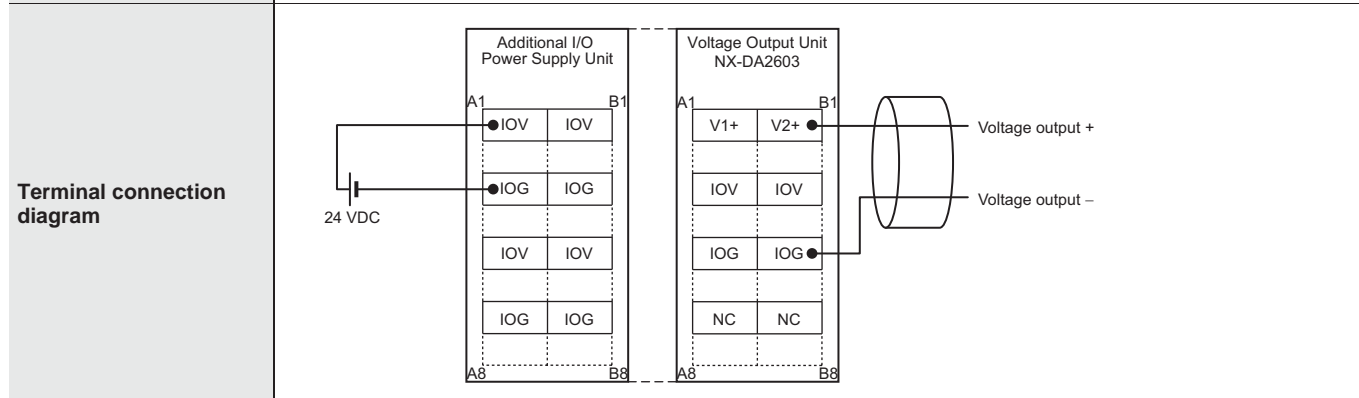 Terminal connection
diagram
Additional I/O
Power Supply Unit
A1 B1
IOV IOV
IOG IOG
IOV IOV
IOG IOG
A8 B8
24 VDC
Voltage Output Unit
NX-DA2603
A1 B1
V1+ V2+
IOV IOV
IOG IOG
NC NC
A8 B8
Voltage output +
Voltage output −